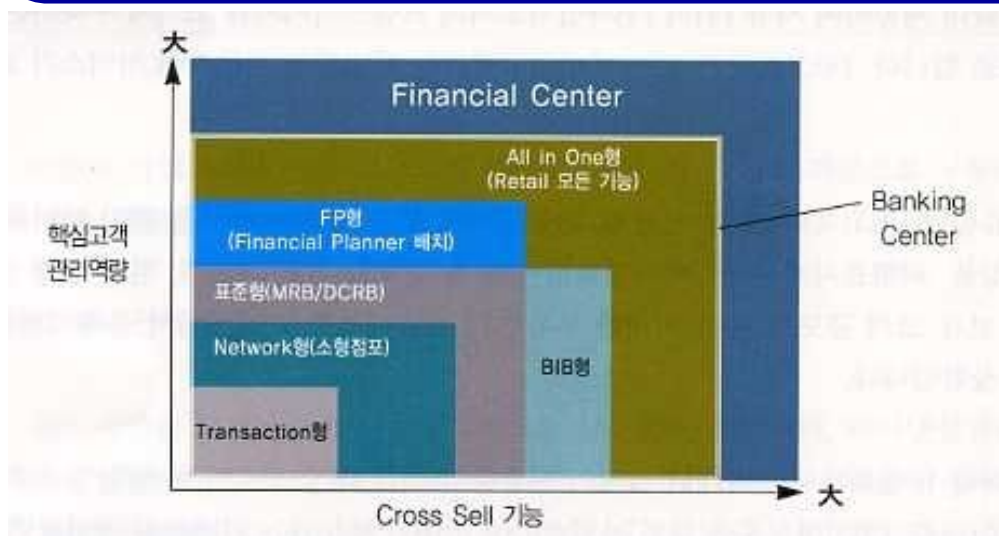 大
Financial Center
All in One형
(Retail 모든 기능)
FP형
(Financial Planner 배치)
Banking
Center
핵심고객
관리역량
표준형(MRB/DCRB)
Network형(소형점포)
BIB형
Transaction형
大
Cross Sell 기능